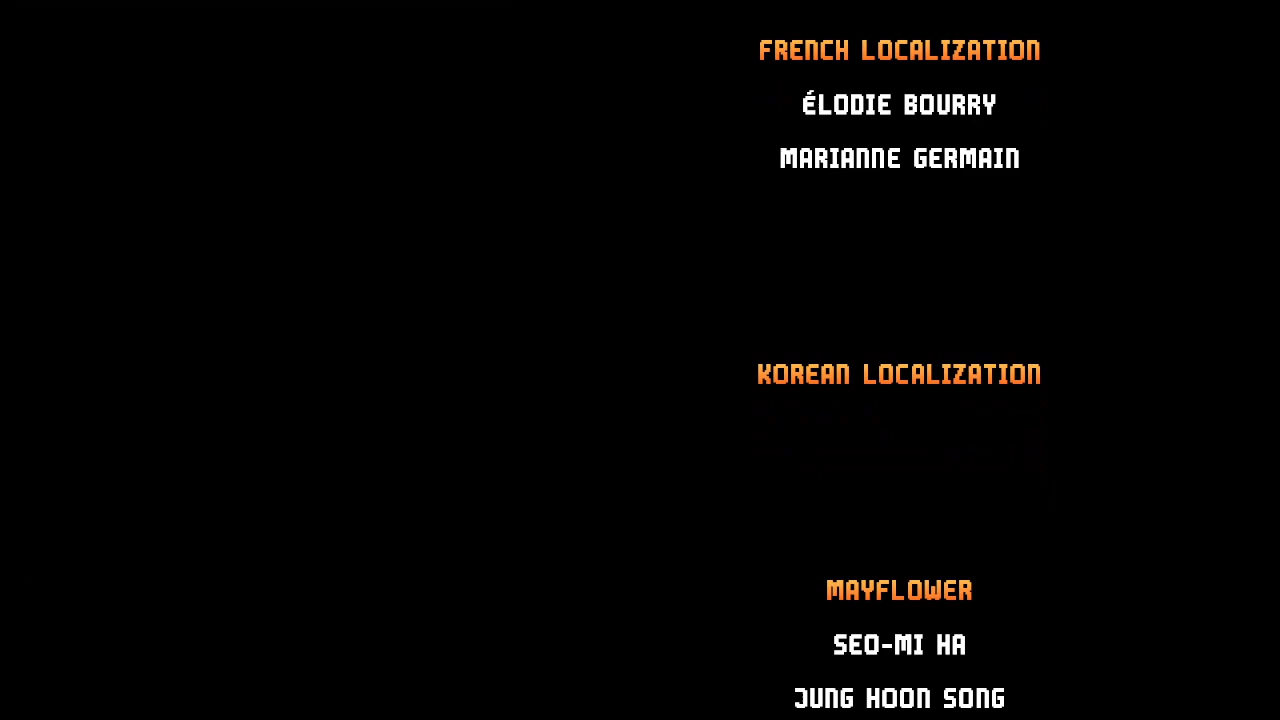 FRENCH LOCALIZATION
ÉLODIE BOURRY
MARIANNE GERMAIN
KOREAN LOCALIZATION
MAYFLOWER
SEO-MI HA
JUNG HOON SONG